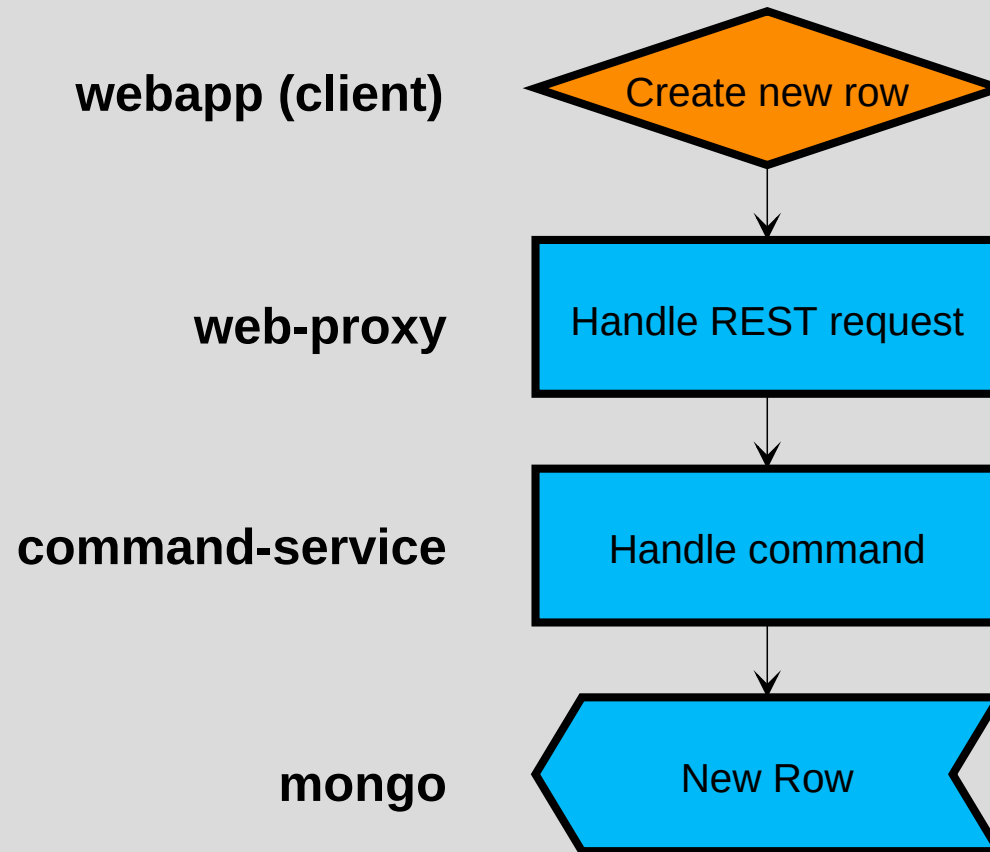 webapp (client)
Create new row
web-proxy
Handle REST request
command-service
Handle command
mongo
New Row